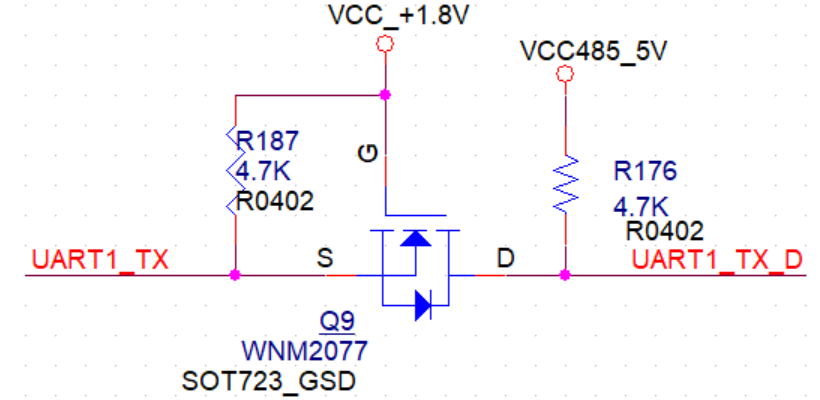 VCC_+1.8V
VCC485_5V
R187
4.7K
R0402
G
R176
4.7K
R0402
UART1_TX
S
D
UART1_TX_D
Q9
WNM2077
SOT723_GSD